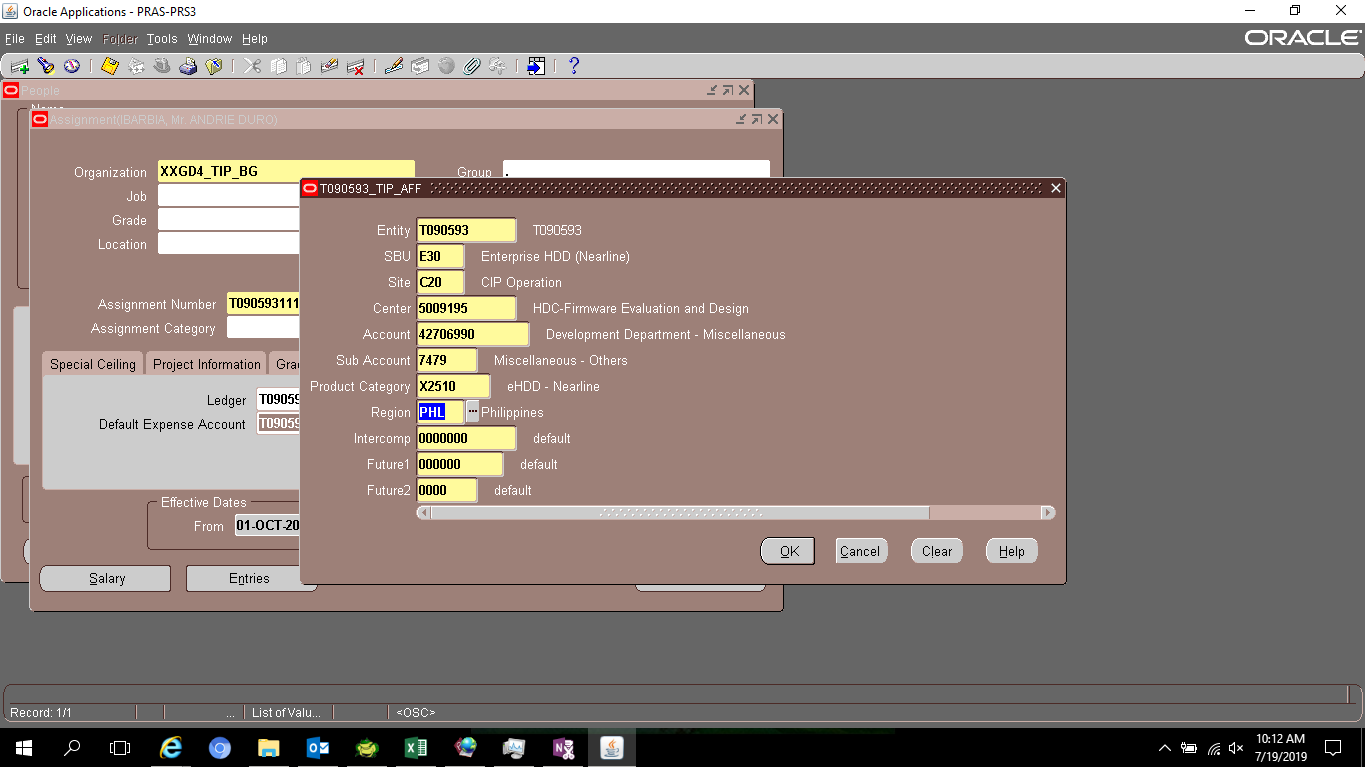 Oracle Applications - PRAS-PRS3
File Edit View Folder Tools Window Help
ORACLE
People
Assignment(IBARBIA, Mr. ANDRIE DURO)
Organization XXGD4_TIP_BG Group .
Job
Grade
Location
Assignment Number T090593111
Assignment Category
Special Ceiling Project Information
Ledger
Default Expense Account
Effective Dates
From 01-OCT-20
Salary Entries
T090593_TIP_AFF
Entity T090593 T090593
SBU E30 Enterprise HDD (Nearline)
Site C20 CIP Operation
Center 5009195 HDC-Firmware Evaluation and Design
Account 42706990 Development Department - Miscellaneous
Sub Account 7479 Miscellaneous - Others
Product Category X2510 eHDD - Nearline
Region PHL ... Philippines
Intercomp 0000000 default
Future1 000000 default
Future2 0000 default
OK Cancel Clear Help
Record: 1/1 ... List of Valu... <OSC>
10:12 AM
7/19/2019